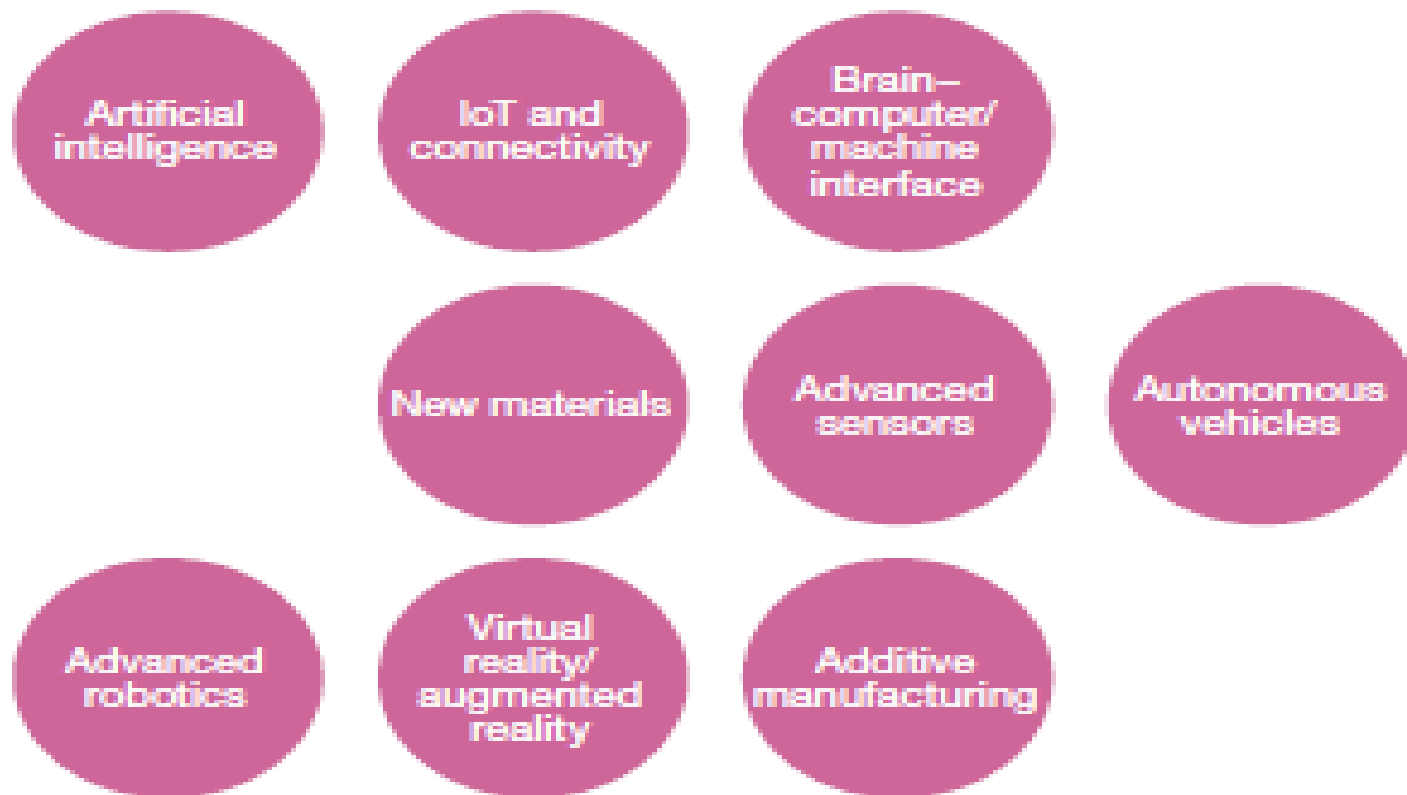 Artificial
intelligence
IoT and
connectivity
Brain–
computer/
machine
interface
New materials
Advanced
sensors
Autonomous
vehicles
Advanced
robotics
Virtual
reality/
augmented
reality
Additive
manufacturing